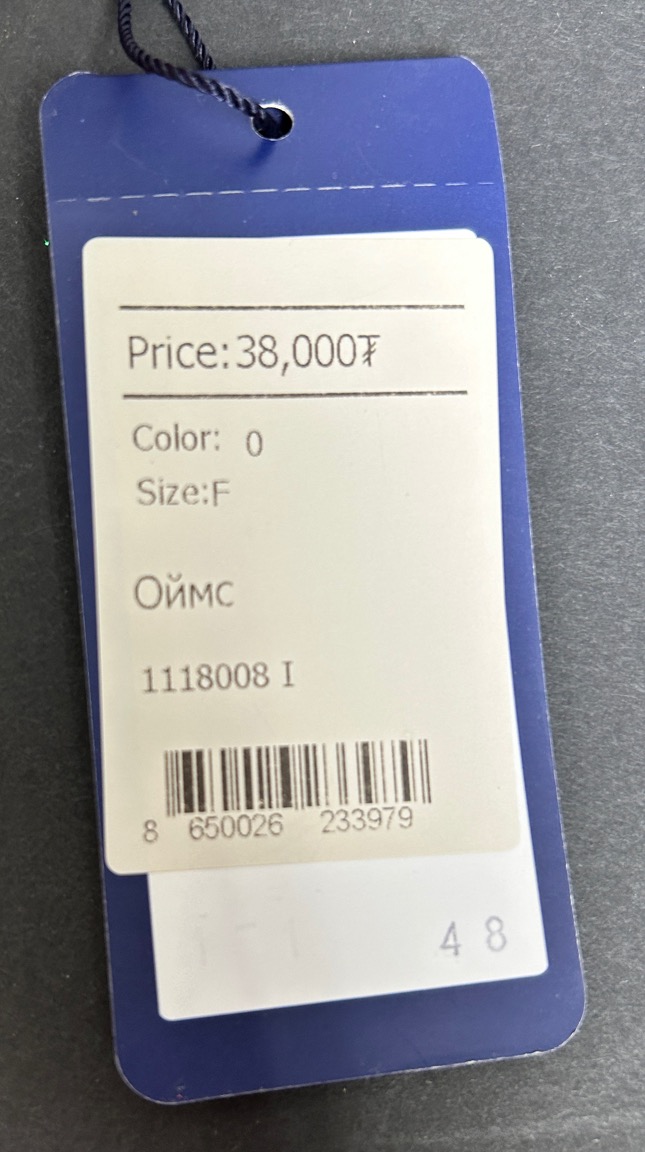 Price:38,000₮
Color: 0
Size:F
Оймс
1118008 I
8 650026 233979
4 8